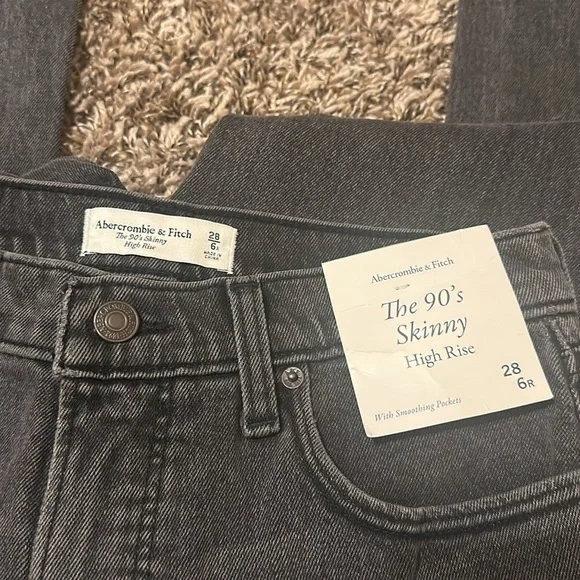 Abercrombie & Fitch
The 90's Skinny
High Rise
28
6R
MADE IN
CHINA
Abercrombie & Fitch
The 90's
Skinny
High Rise
28
6R
With Smoothing Pockets